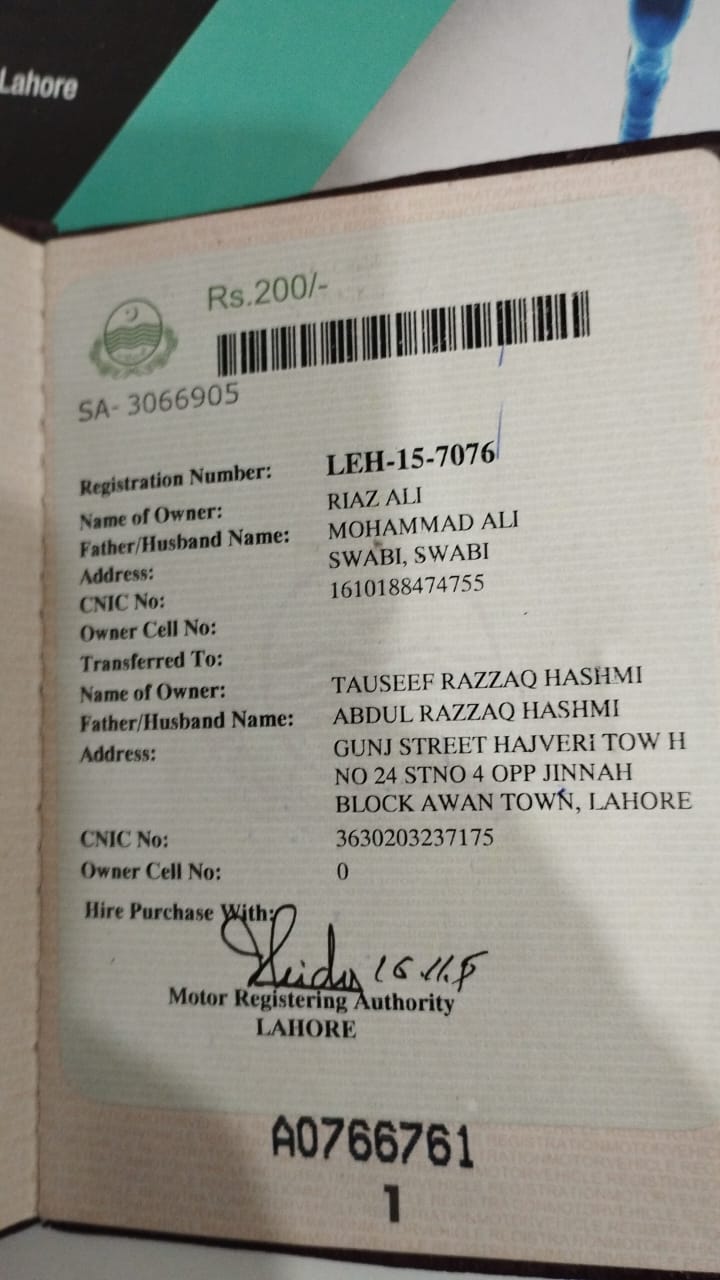 Lahore
Rs.200/-
SA- 3066905
Registration Number: LEH-15-7076
Name of Owner: RIAZ ALI
Father/Husband Name: MOHAMMAD ALI
Address: SWABI, SWABI
CNIC No: 1610188474755
Owner Cell No:
Transferred To:
Name of Owner: TAUSEEF RAZZAQ HASHMI
Father/Husband Name: ABDUL RAZZAQ HASHMI
Address: GUNJ STREET HAJVERI TOW H
NO 24 STNO 4 OPP JINNAH
BLOCK AWAN TOWN, LAHORE
CNIC No: 3630203237175
Owner Cell No: 0
Hire Purchase With:
Motor Registering Authority
LAHORE
A0766761
1